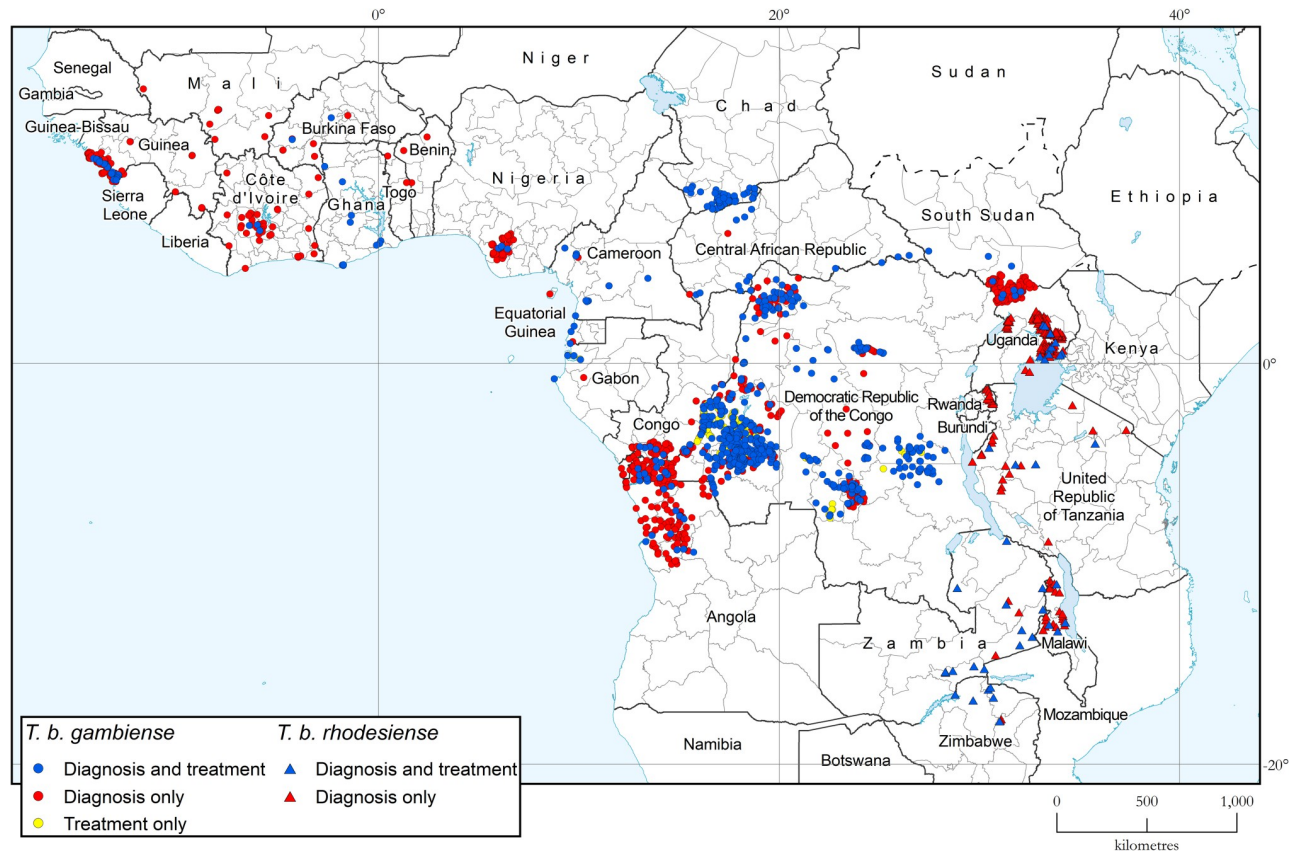 0°
20°
40°
Senegal
Gambia
Guinea-Bissau
Guinea
Sierra
Leone
Liberia
Mali
Burkina Faso
Côte
d'Ivoire
Ghana
Togo
Benin
Niger
Nigeria
Chad
Sudan
South Sudan
Ethiopia
Cameroon
Central African Republic
Equatorial
Guinea
Gabon
Congo
Democratic Republic
of the Congo
Uganda
Kenya
Rwanda
Burundi
0°
United
Republic
of Tanzania
Angola
Zambia
Malawi
Mozambique
Zimbabwe
Namibia
Botswana
-20°
T. b. gambiense
Diagnosis and treatment
Diagnosis only
Treatment only
T. b. rhodesiense
Diagnosis and treatment
Diagnosis only
0 500 1,000
kilometres